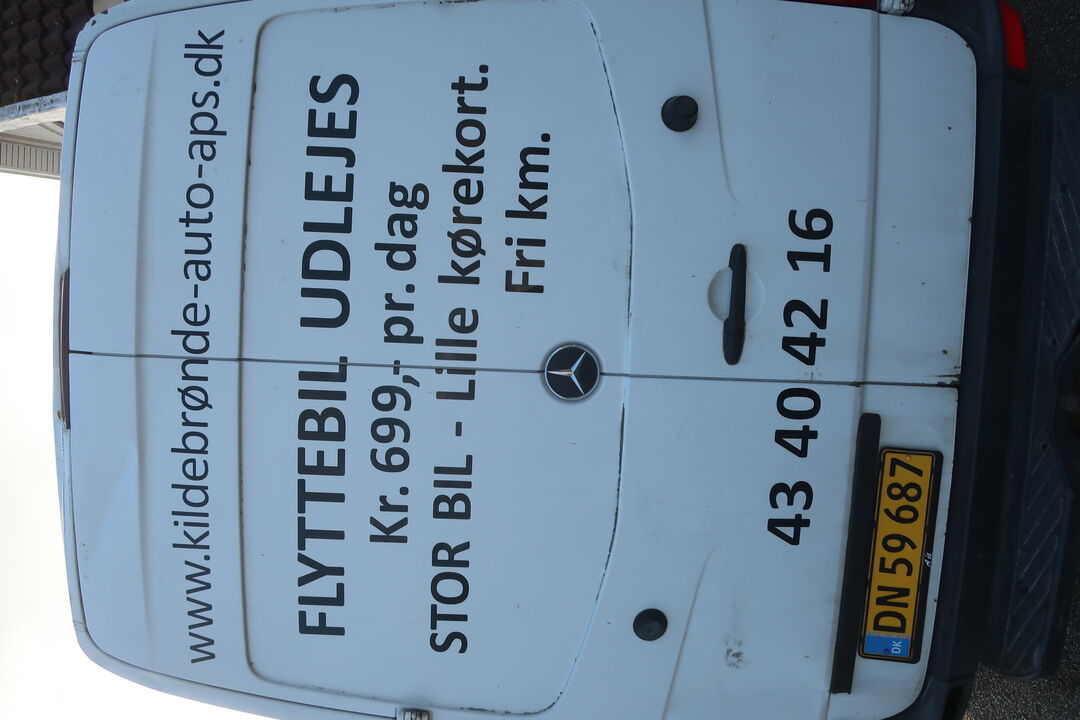 www.kildebrønde-auto-aps.dk
FLYTTEBIL UDLEJES
Kr. 699,- pr. dag
STOR BIL - Lille kørekort.
Fri km.
43 40 42 16
DK DN 59 687